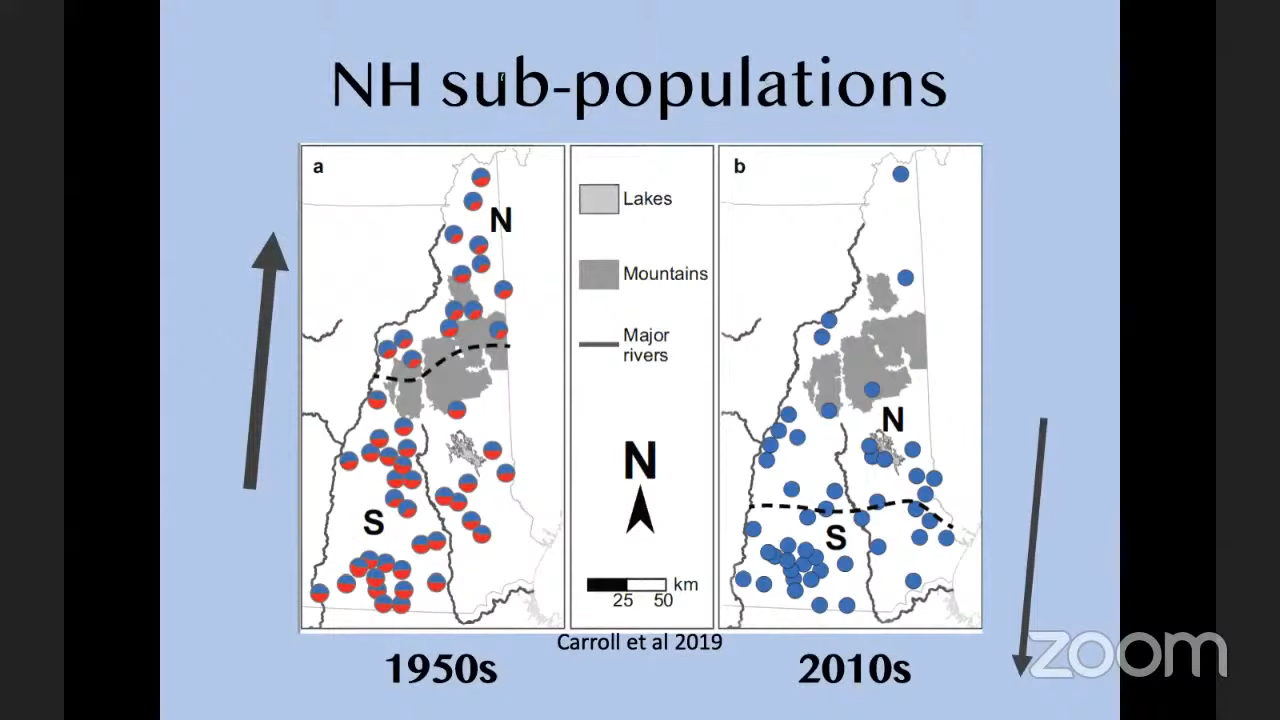 NH sub-populations
a
N
S
Lakes
Mountains
Major
rivers
N
km
25 50
b
N
S
Carroll et al 2019
1950s
2010s
zoom